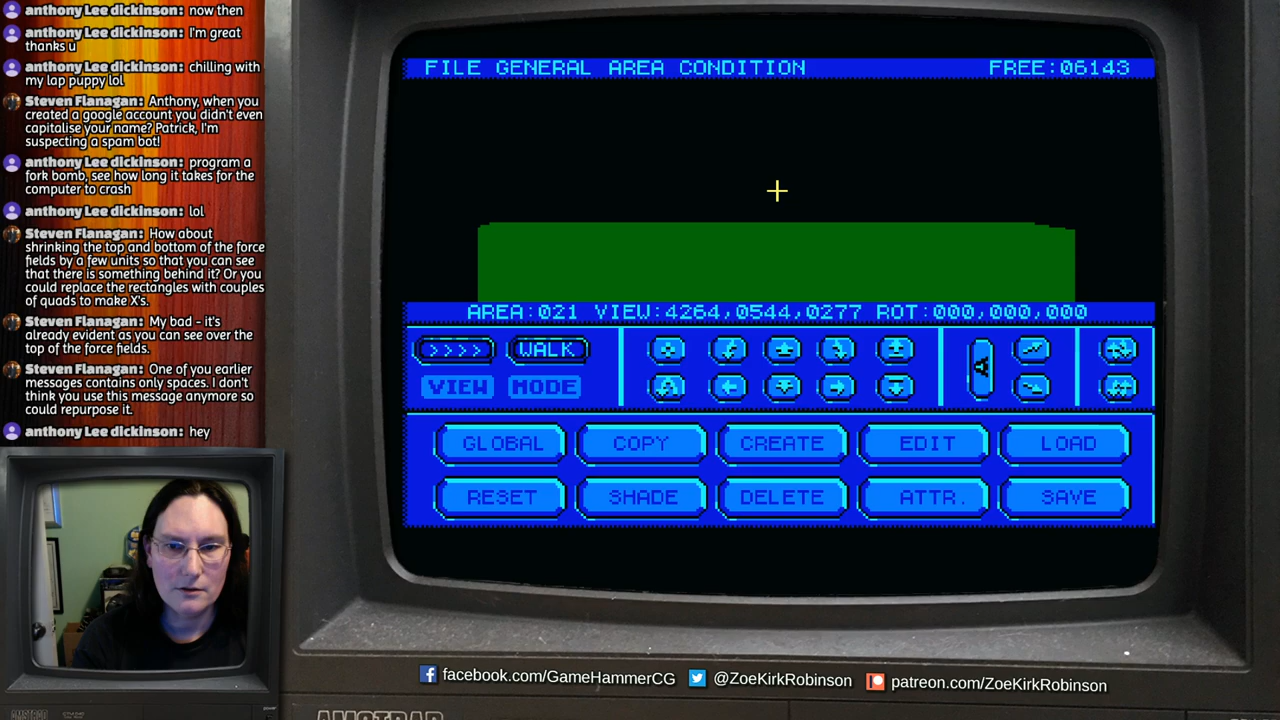 anthony Lee dickinson: now then
anthony Lee dickinson: I'm great
thanks u
anthony Lee dickinson: chilling with
my lap puppy lol
Steven Flanagan: Anthony, when you
created a google account you didn't even
capitalise your name? Patrick, I'm
suspecting a spam bot!
anthony Lee dickinson: program a
fork bomb, see how long it takes for the
computer to crash
anthony Lee dickinson: lol
Steven Flanagan: How about
shrinking the top and bottom of the force
fields by a few units so that you can see
that there is something behind it? Or you
could replace the rectangles with couples
of quads to make X's.
Steven Flanagan: My bad - it's
already evident as you can see over the
top of the force fields.
Steven Flanagan: One of you earlier
messages contains only spaces. I don't
think you use this message anymore so
could repurpose it.
anthony Lee dickinson: hey
FILE GENERAL AREA CONDITION FREE:06143
AREA:021 VIEW:4264,0544,0277 ROT:000,000,000
>>>> WALK
VIEW MODE
A
GLOBAL COPY CREATE EDIT LOAD
RESET SHADE DELETE ATTR. SAVE
facebook.com/GameHammerCG @ZoeKirkRobinson patreon.com/ZoeKirkRobinson
AMSTRAD